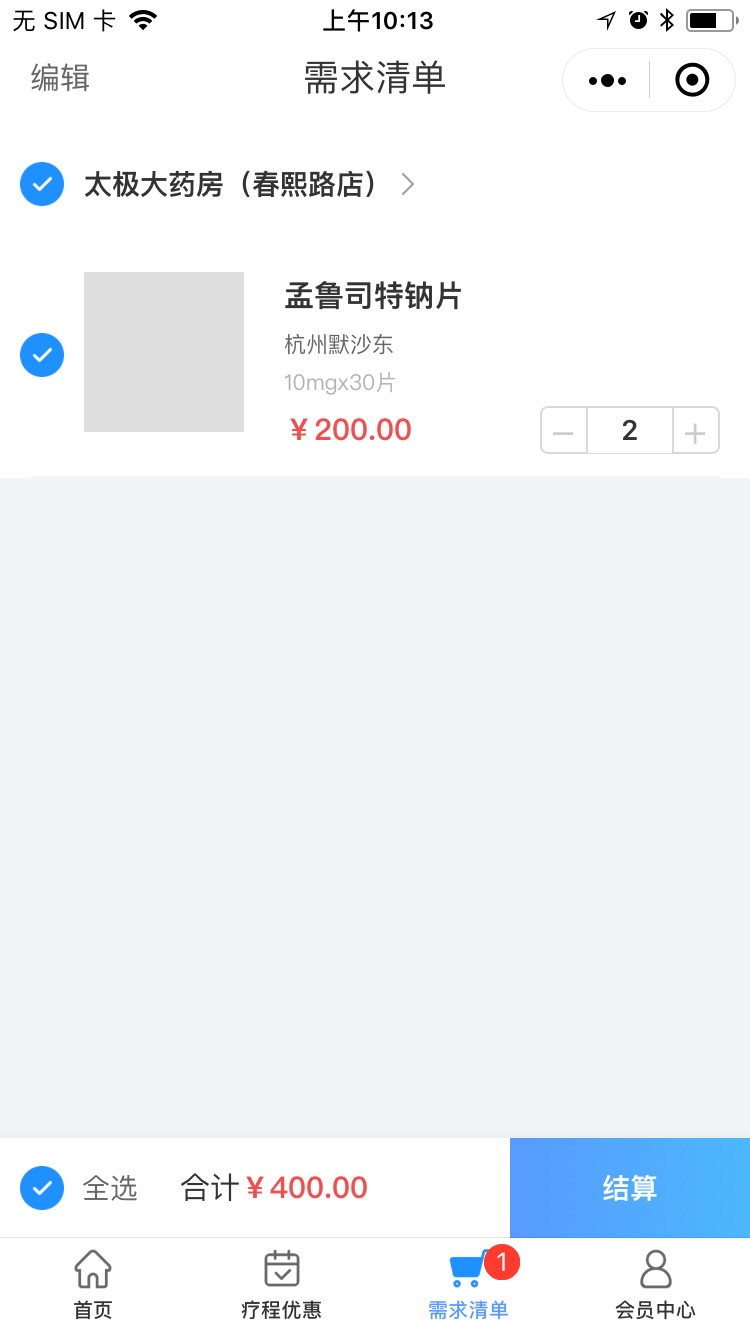 无 SIM 卡 上午10:13
编辑 需求清单
太极大药房（春熙路店）
孟鲁司特钠片
杭州默沙东
10mgx30片
¥ 200.00 2
全选 合计 ¥ 400.00 结算
1
首页 疗程优惠 需求清单 会员中心